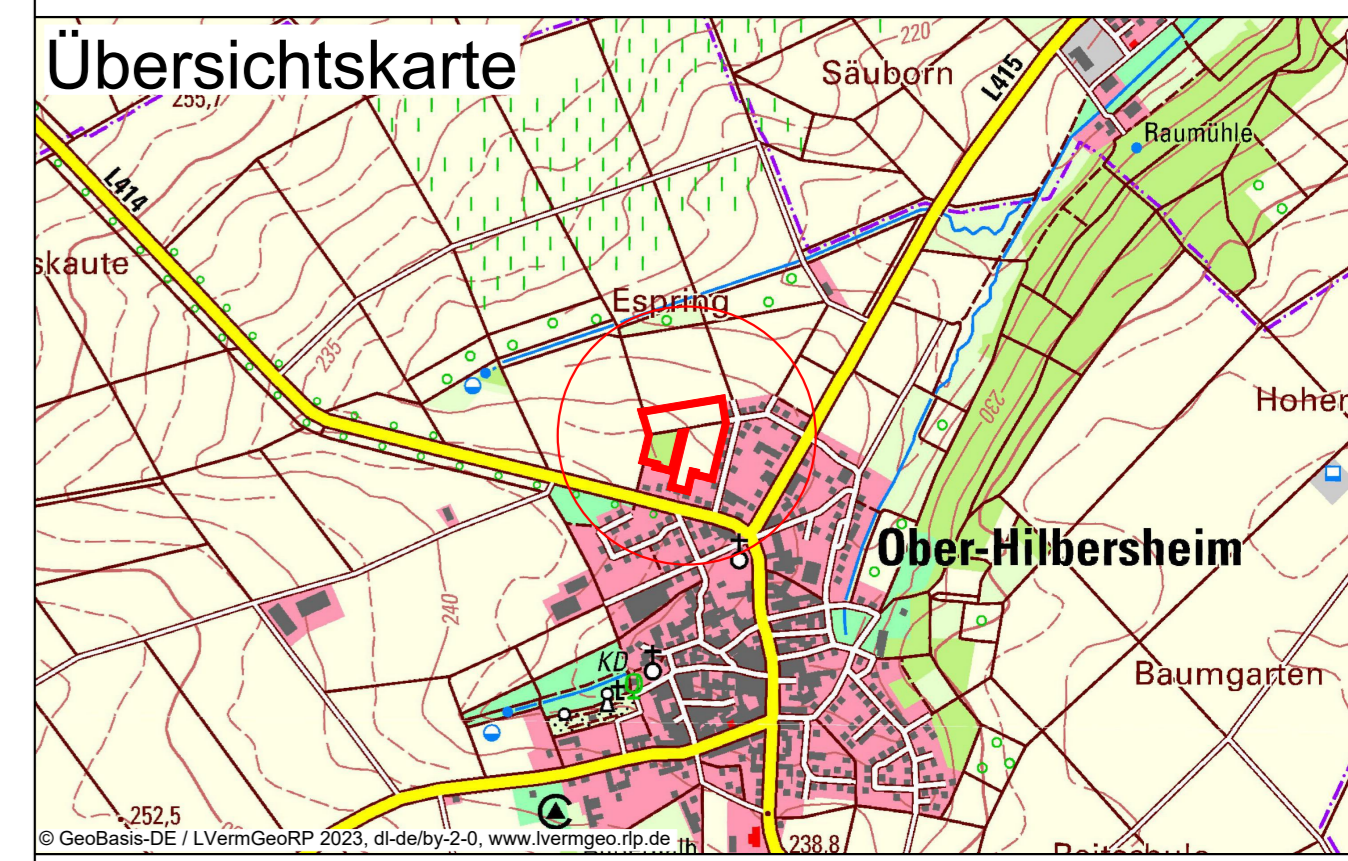 Übersichtskarte
220
Säuborn
L415
255,7
Raumühle
L414
skaute
Espring
235
230
Hoher
Ober-Hilbersheim
240
KD
Baumgarten
252,5
© GeoBasis-DE / LVermGeoRP 2023, dl-de/by-2-0, www.lvermgeo.rlp.de
238,8